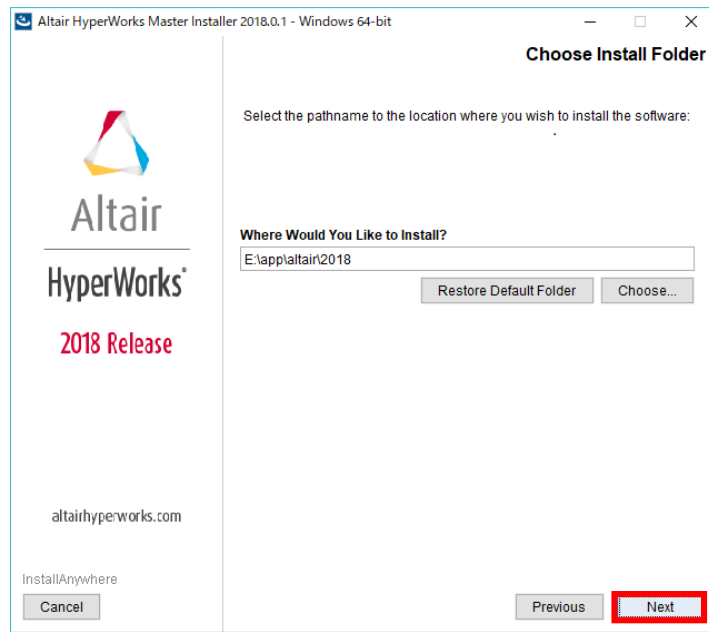 Altair HyperWorks Master Installer 2018.0.1 - Windows 64-bit
Choose Install Folder
Select the pathname to the location where you wish to install the software:
Altair
HyperWorks®
2018 Release
Where Would You Like to Install?
E:\app\altair\2018
Restore Default Folder
Choose...
altairhyperworks.com
InstallAnywhere
Cancel
Previous
Next